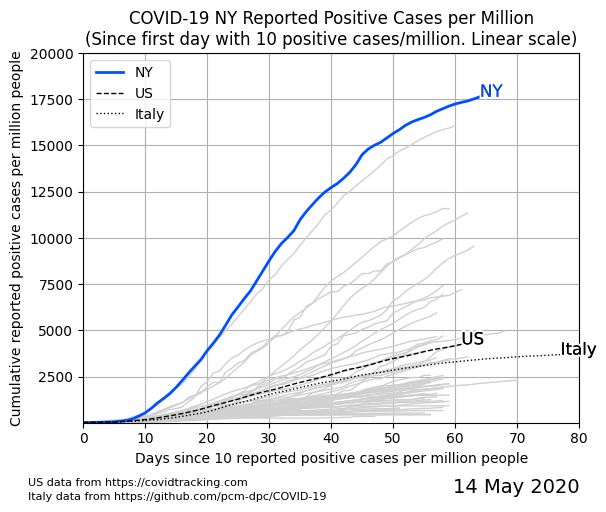 COVID-19 NY Reported Positive Cases per Million
(Since first day with 10 positive cases/million. Linear scale)
Cumulative reported positive cases per million people
20000
17500
15000
12500
10000
7500
5000
2500
NY
US
Italy
NY
US
Italy
0 10 20 30 40 50 60 70 80
Days since 10 reported positive cases per million people
US data from https://covidtracking.com
Italy data from https://github.com/pcm-dpc/COVID-19
14 May 2020